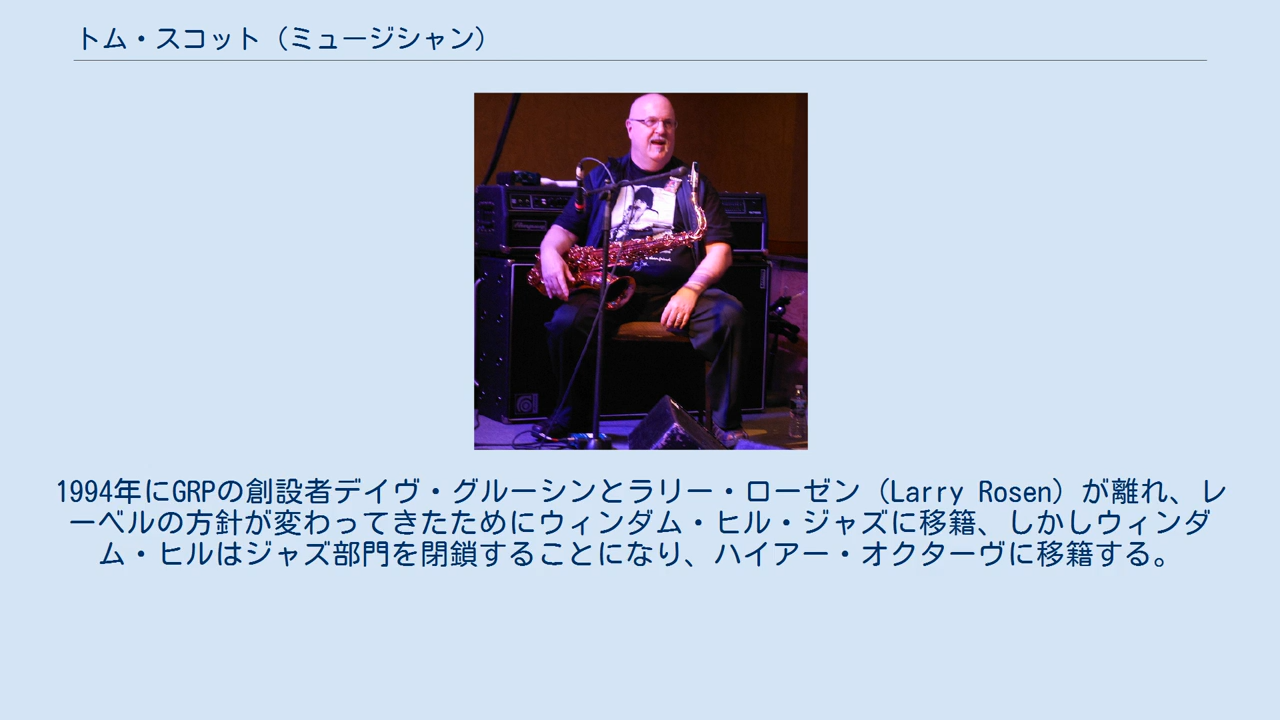 トム・スコット（ミュージシャン）
1994年にGRPの創設者デイヴ・グルーシンとラリー・ローゼン（Larry Rosen）が離れ、レ
ーベルの方針が変わってきたためにウィンダム・ヒル・ジャズに移籍、しかしウィンダ
ム・ヒルはジャズ部門を閉鎖することになり、ハイアー・オクターヴに移籍する。